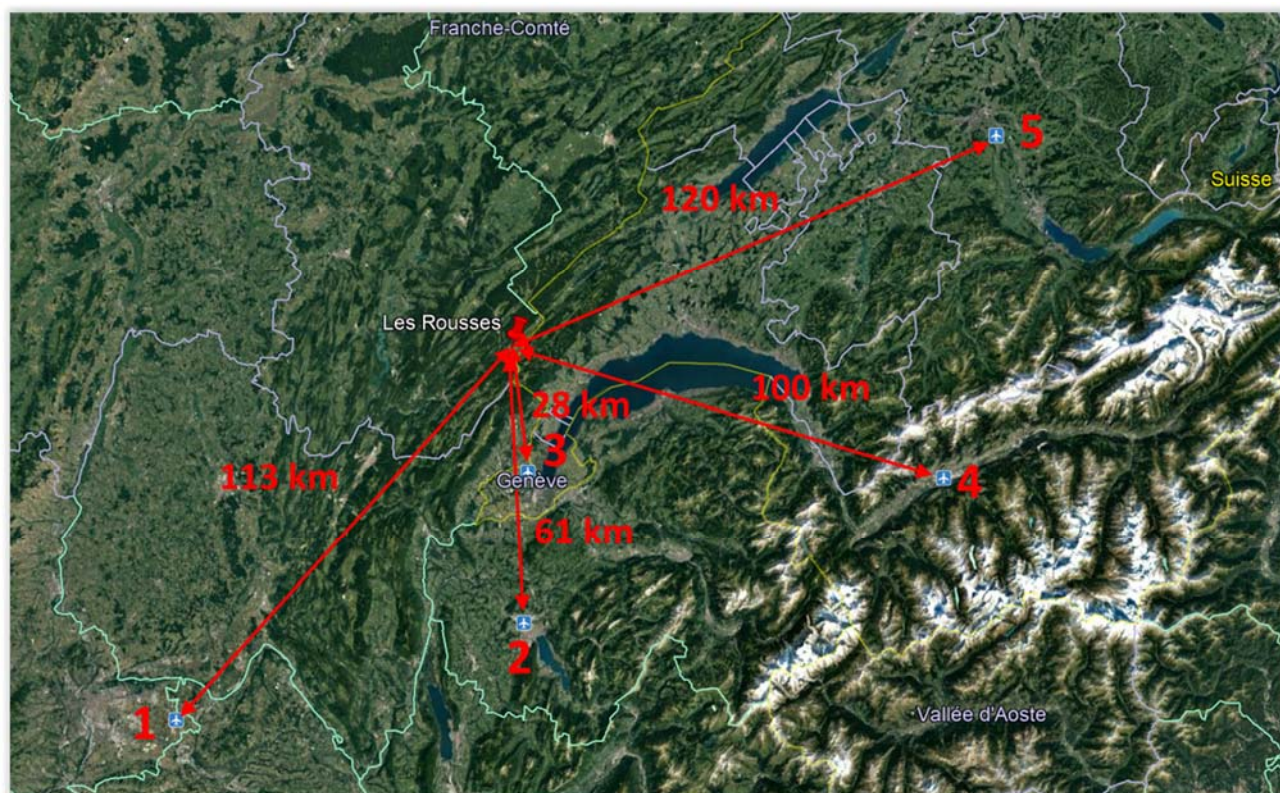 Franche-Comté
5
Suisse
120 km
Les Rousses
100 km
28 km
3
113 km
Genève
4
61 km
2
1
Vallée d'Aoste